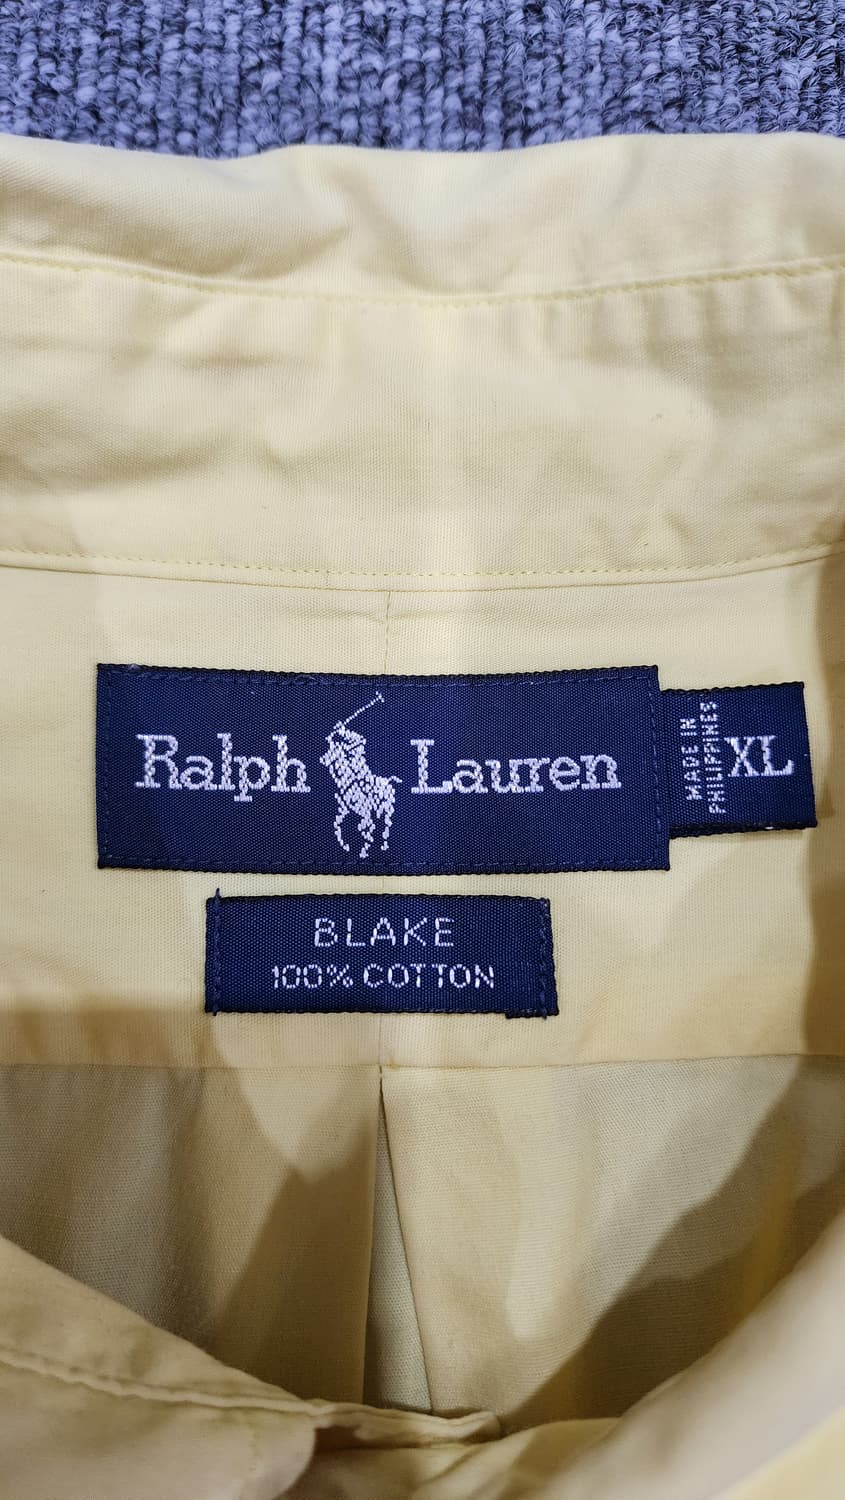 Ralph Lauren
MADE IN
PHILIPPINES
XL
BLAKE
100% COTTON